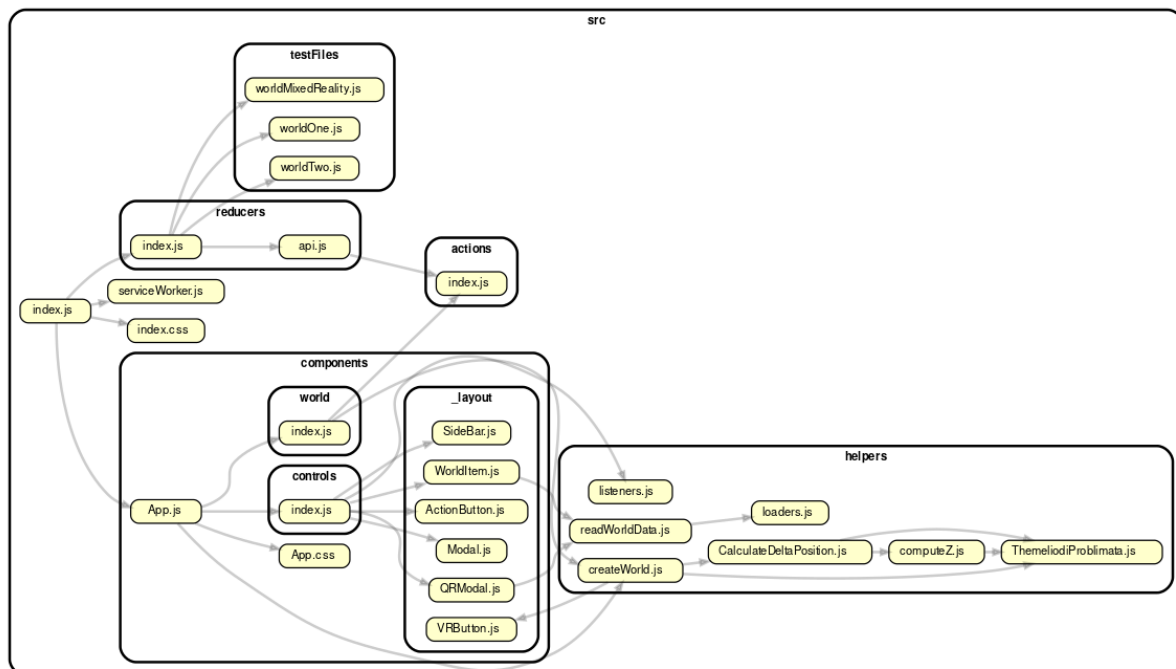 src
testFiles
worldMixedReality.js
worldOne.js
worldTwo.js
reducers
index.js
api.js
actions
index.js
serviceWorker.js
index.js
index.css
components
world
index.js
_layout
SideBar.js
controls
WorldItem.js
index.js
ActionButton.js
App.js
App.css
Modal.js
QRModal.js
VRButton.js
helpers
listeners.js
loaders.js
readWorldData.js
CalculateDeltaPosition.js
computeZ.js
ThemeliodiProblimata.js
createWorld.js